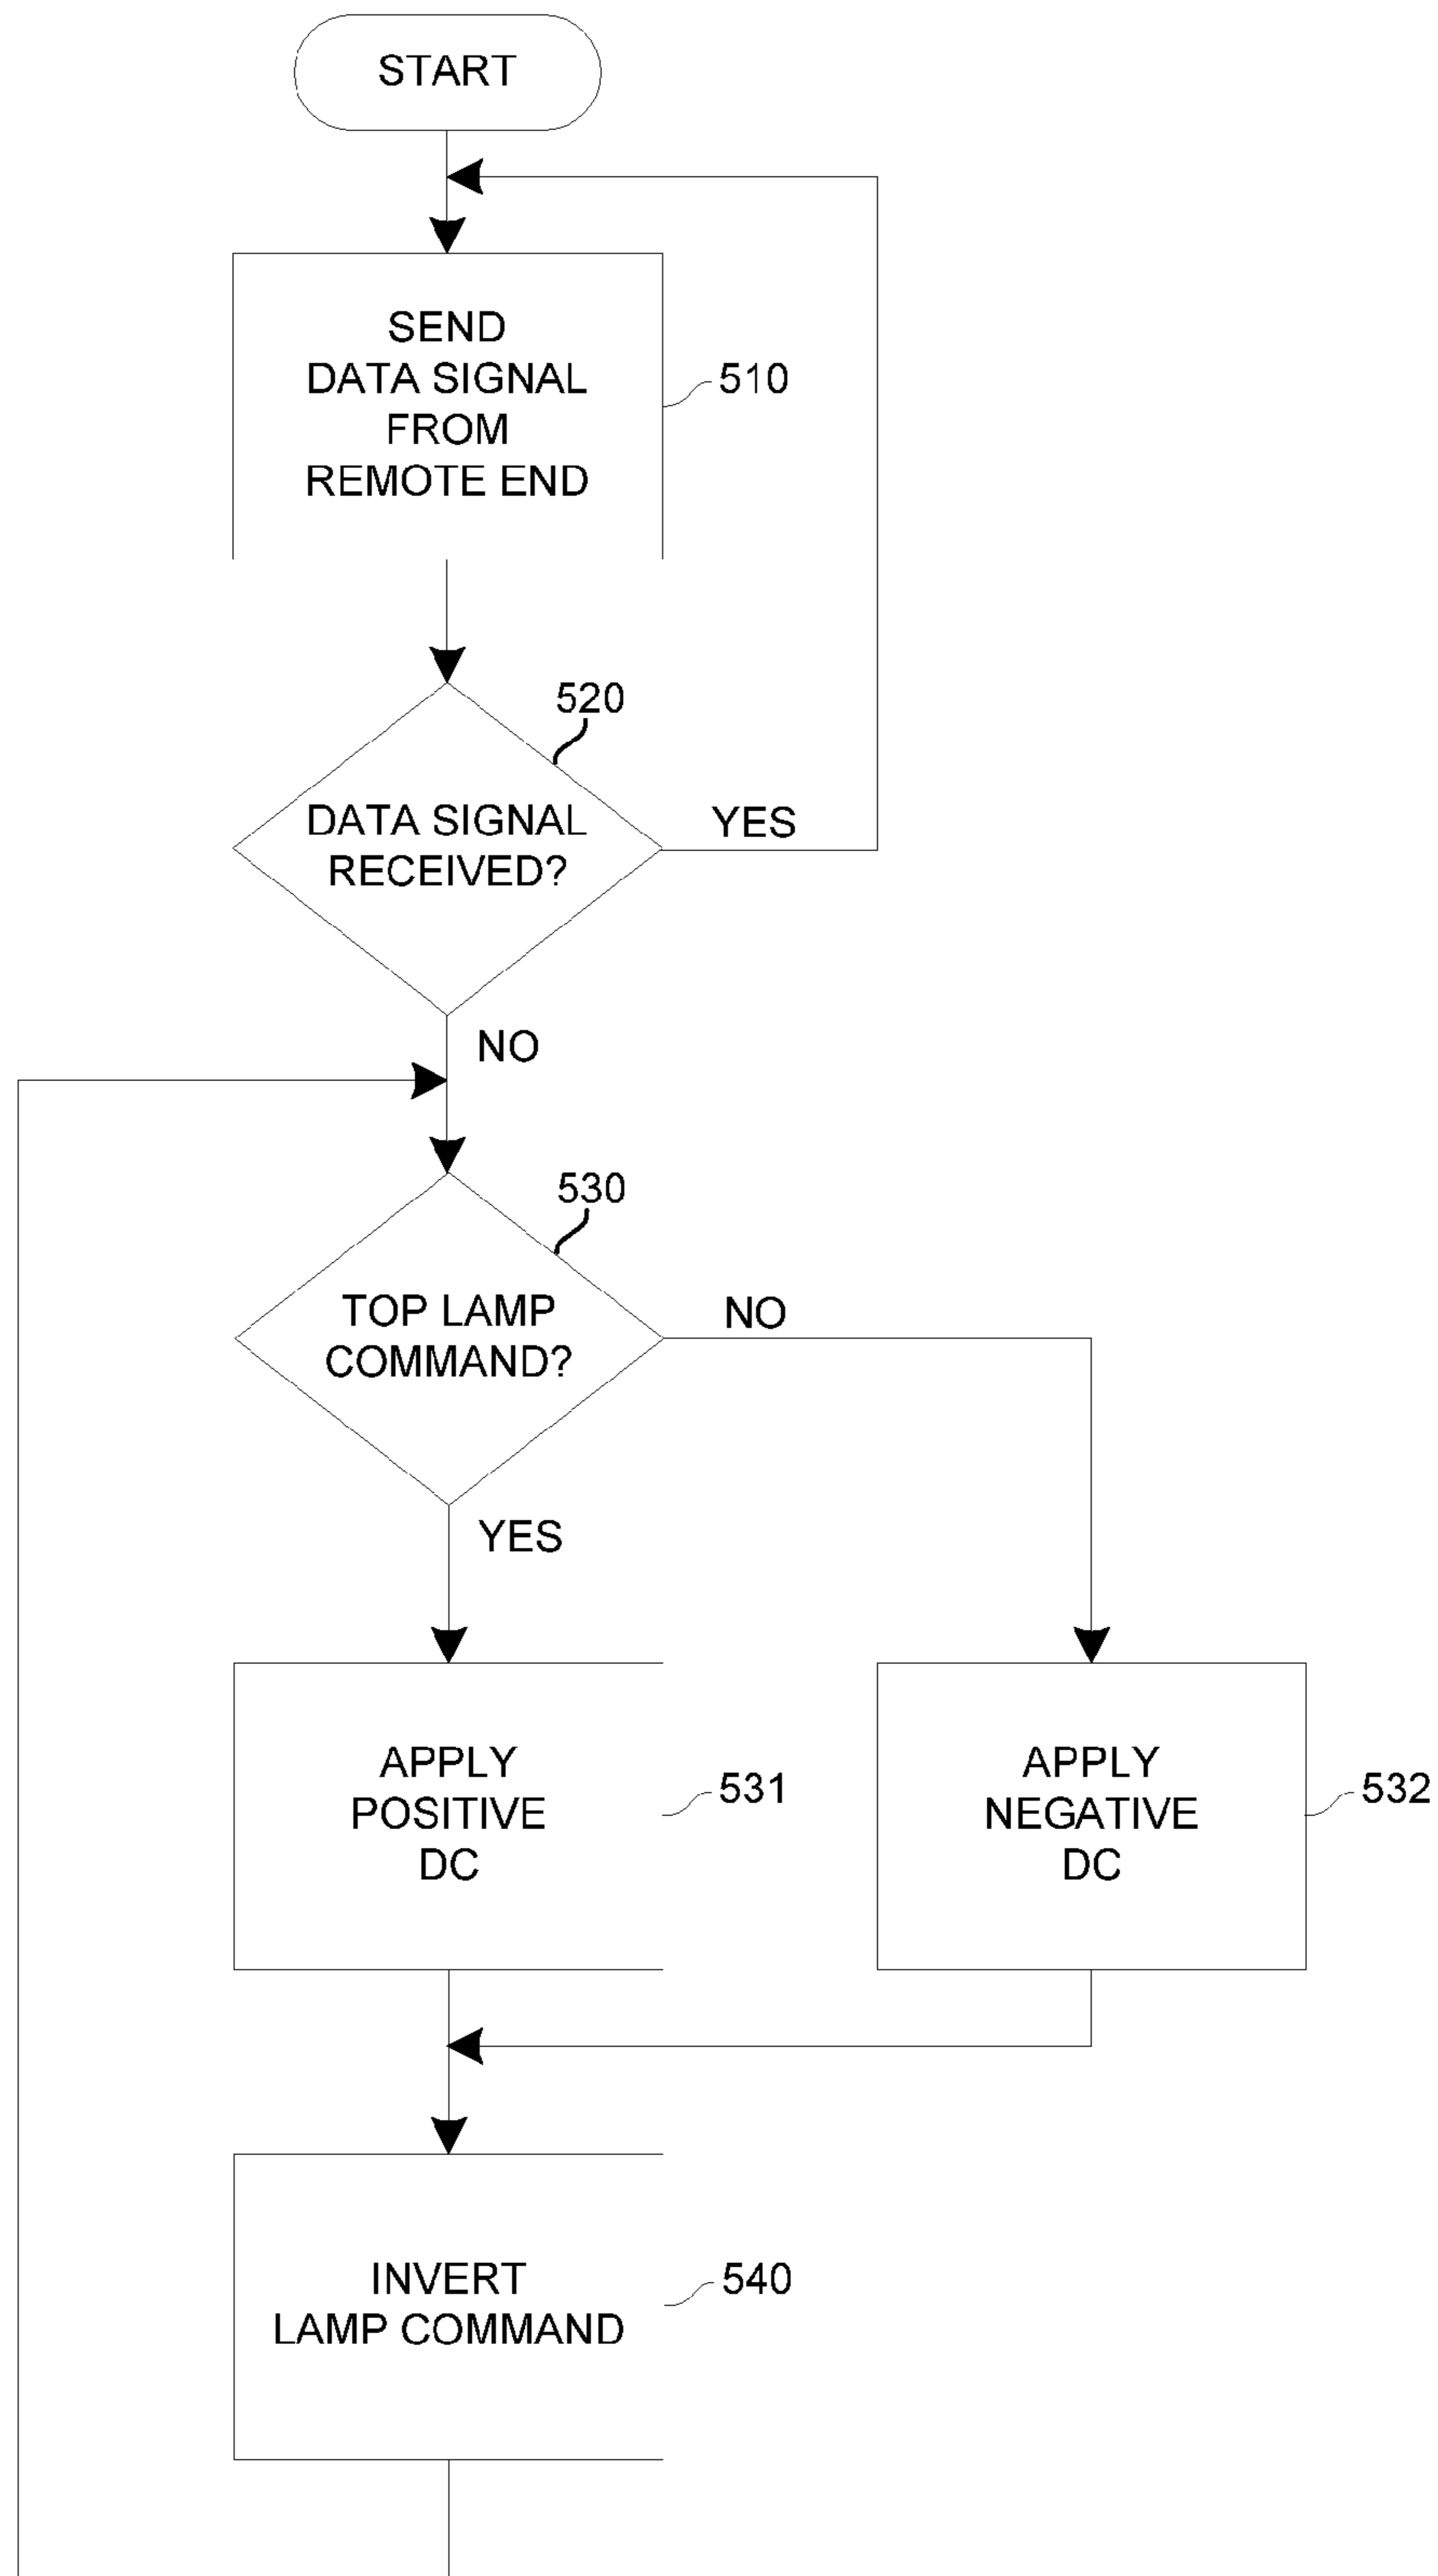 START
SEND
DATA SIGNAL
FROM
REMOTE END
510
520
DATA SIGNAL
RECEIVED?
YES
NO
530
TOP LAMP
COMMAND?
NO
YES
APPLY
POSITIVE
DC
531
APPLY
NEGATIVE
DC
532
INVERT
LAMP COMMAND
540